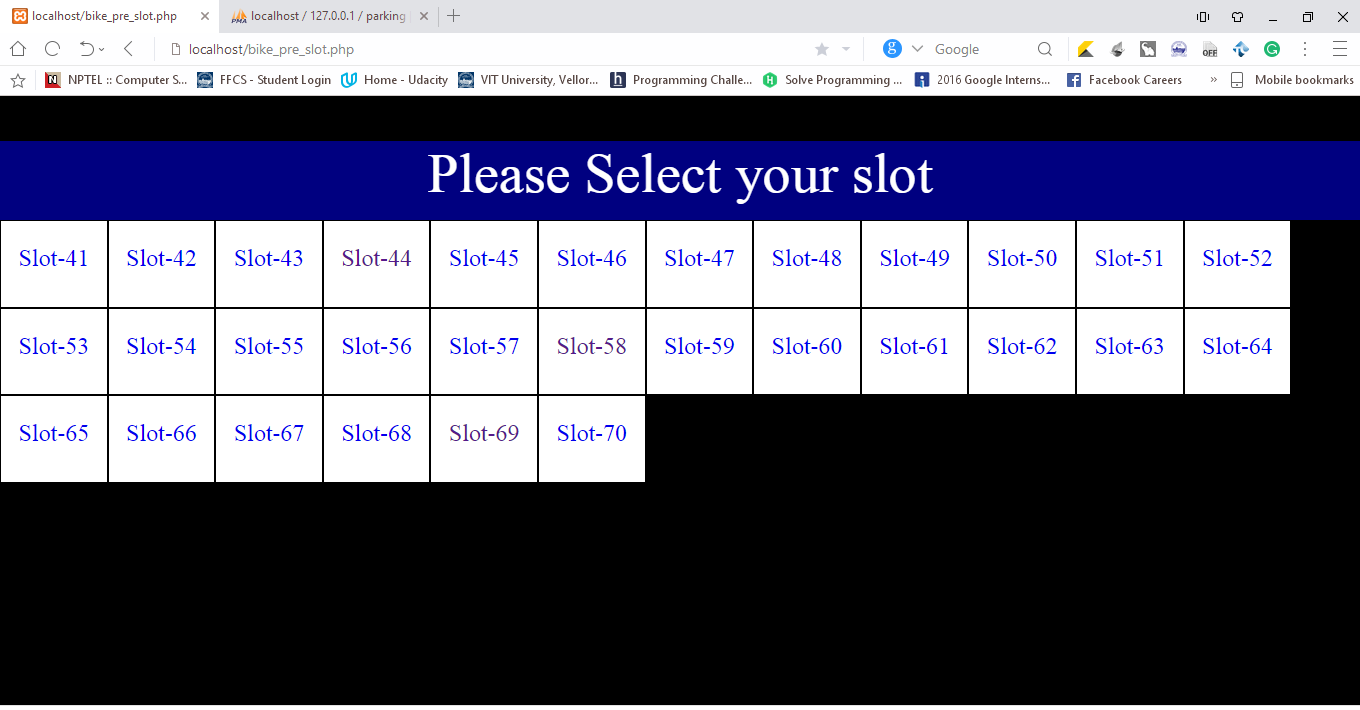 localhost/bike_pre_slot.php
localhost / 127.0.0.1 / parking
localhost/bike_pre_slot.php
Google
OFF
NPTEL :: Computer S...
FFCS - Student Login
Home - Udacity
VIT University, Vellor...
Programming Challe...
Solve Programming ...
2016 Google Interns...
Facebook Careers
Mobile bookmarks
Please Select your slot
Slot-41 Slot-42 Slot-43 Slot-44 Slot-45 Slot-46 Slot-47 Slot-48 Slot-49 Slot-50 Slot-51 Slot-52
Slot-53 Slot-54 Slot-55 Slot-56 Slot-57 Slot-58 Slot-59 Slot-60 Slot-61 Slot-62 Slot-63 Slot-64
Slot-65 Slot-66 Slot-67 Slot-68 Slot-69 Slot-70